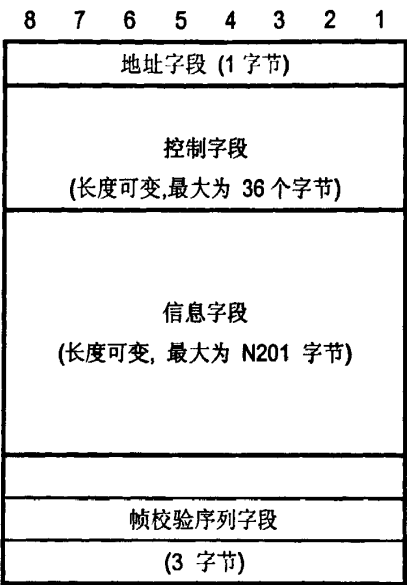 8 7 6 5 4 3 2 1
地址字段 (1 字节)
控制字段
(长度可变,最大为 36 个字节)
信息字段
(长度可变, 最大为 N201 字节)
帧校验序列字段
(3 字节)